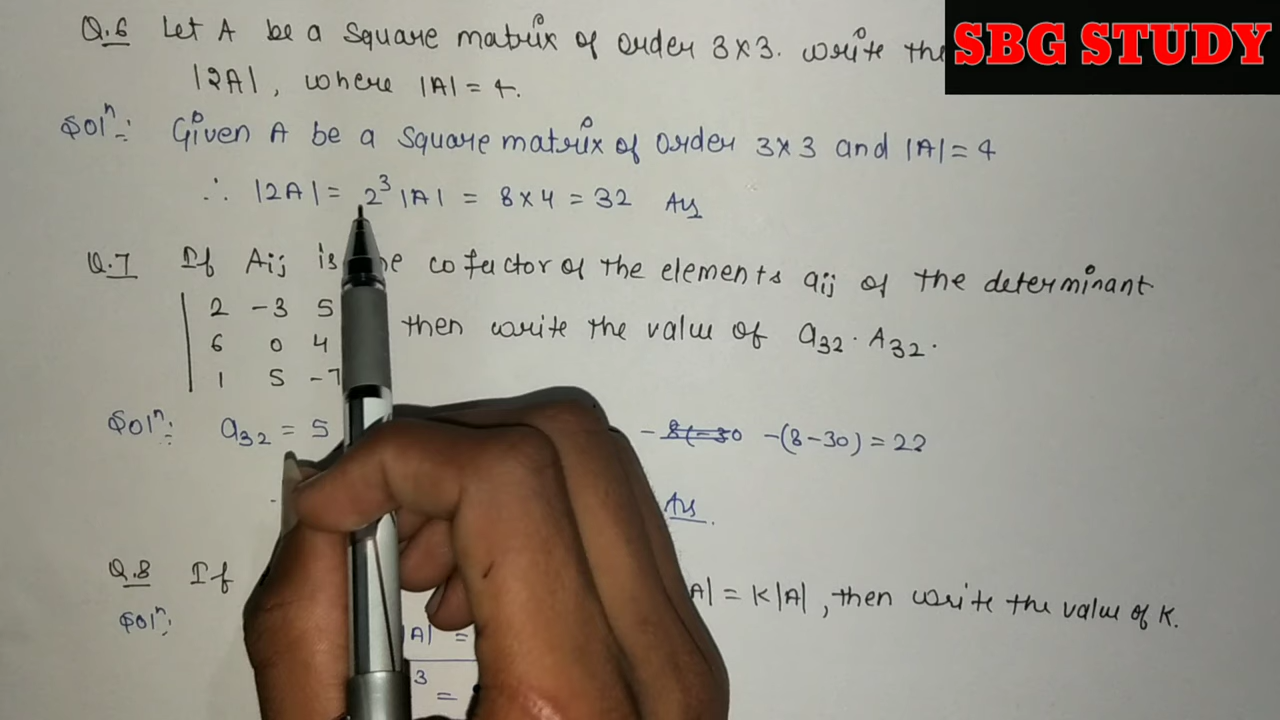 SBG STUDY
Q.6 Let A be a square matrix of order 3×3. Write the
|2A|, where |A| = 4.
Solⁿ: Given A be a square matrix of order 3×3 and |A| = 4
∴ |2A| = 2³ |A| = 8 × 4 = 32 Ans
Q.7 If Aij is the cofactor of the elements aij of the determinant
2 -3 5
6 0 4 then write the value of a32 · A32.
1 5 -7
Solⁿ: a32 = 5 -(8-30) = 22
Ans.
Q.8 If A| = K|A|, then write the value of K.
Solⁿ: |A| =
3 =